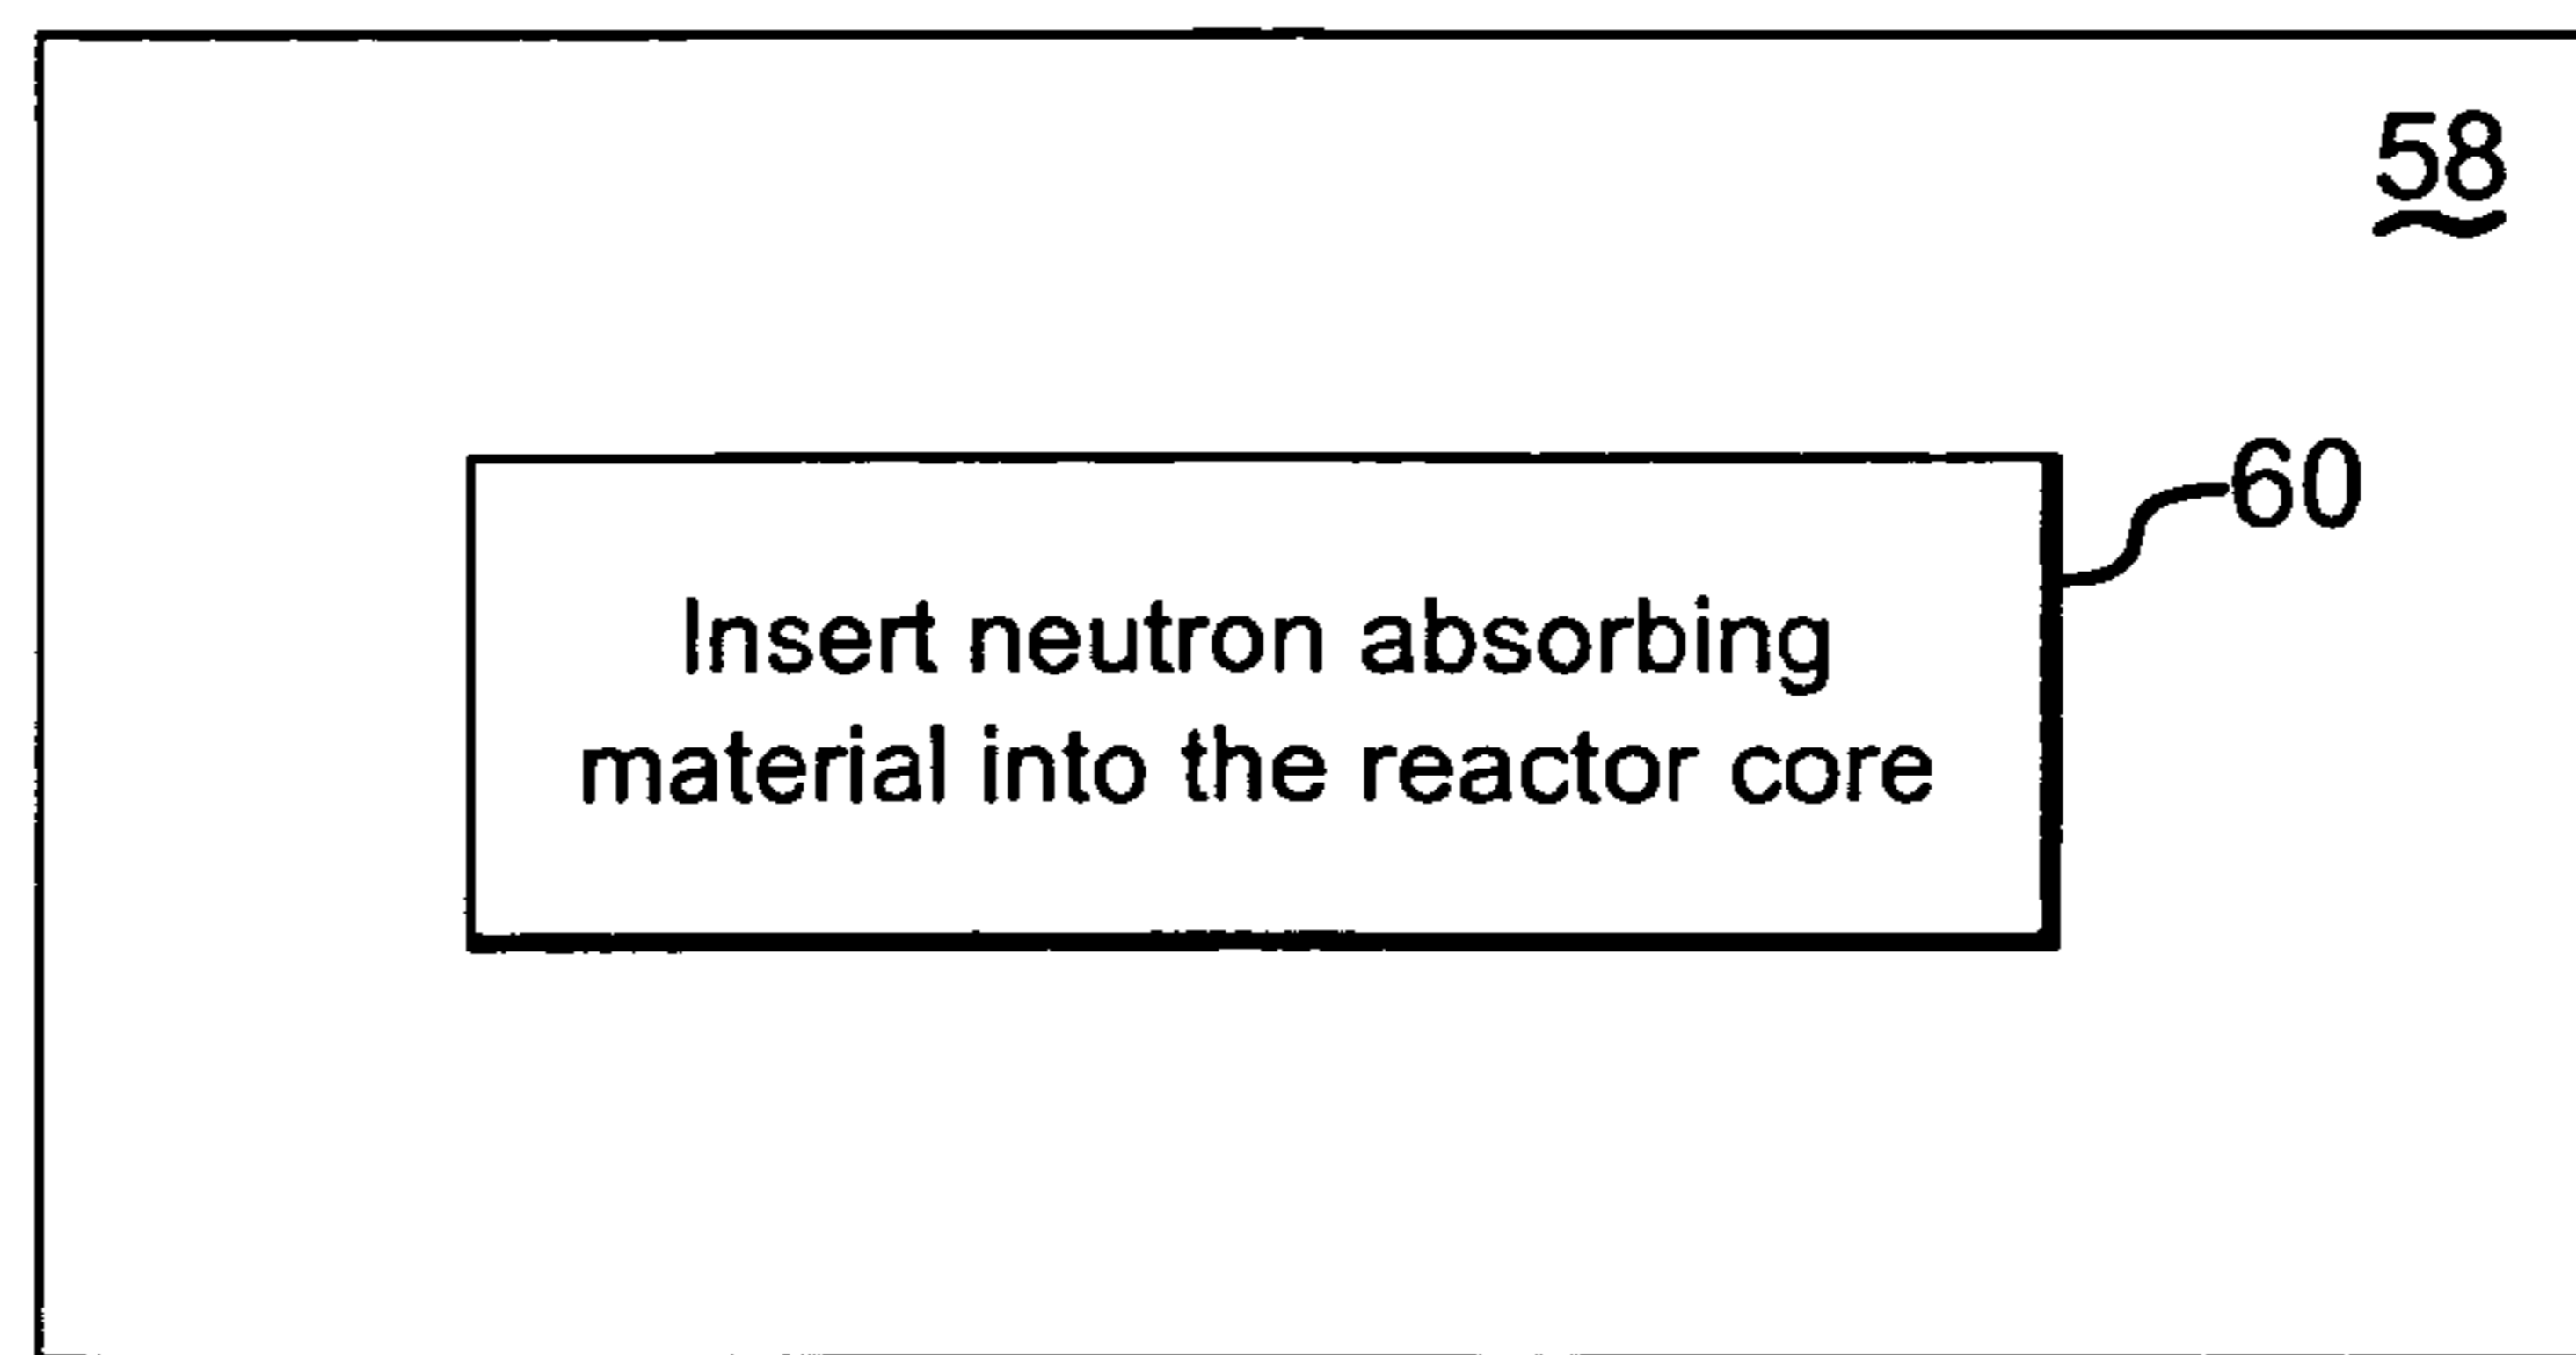 58
60
Insert neutron absorbing
material into the reactor core